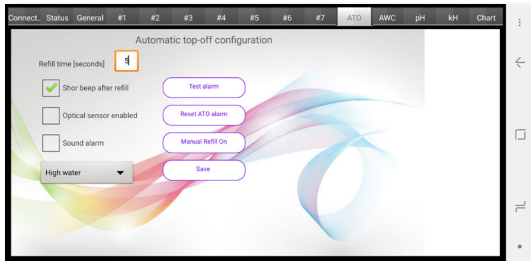 Connect.. Status General #1 #2 #3 #4 #5 #6 #7 ATO AWC pH kH Chart
Automatic top-off configuration
Refill time [seconds] 5
Shor beep after refill Test alarm
Optical sensor enabled Reset ATO alarm
Sound alarm Manual Refill On
High water Save